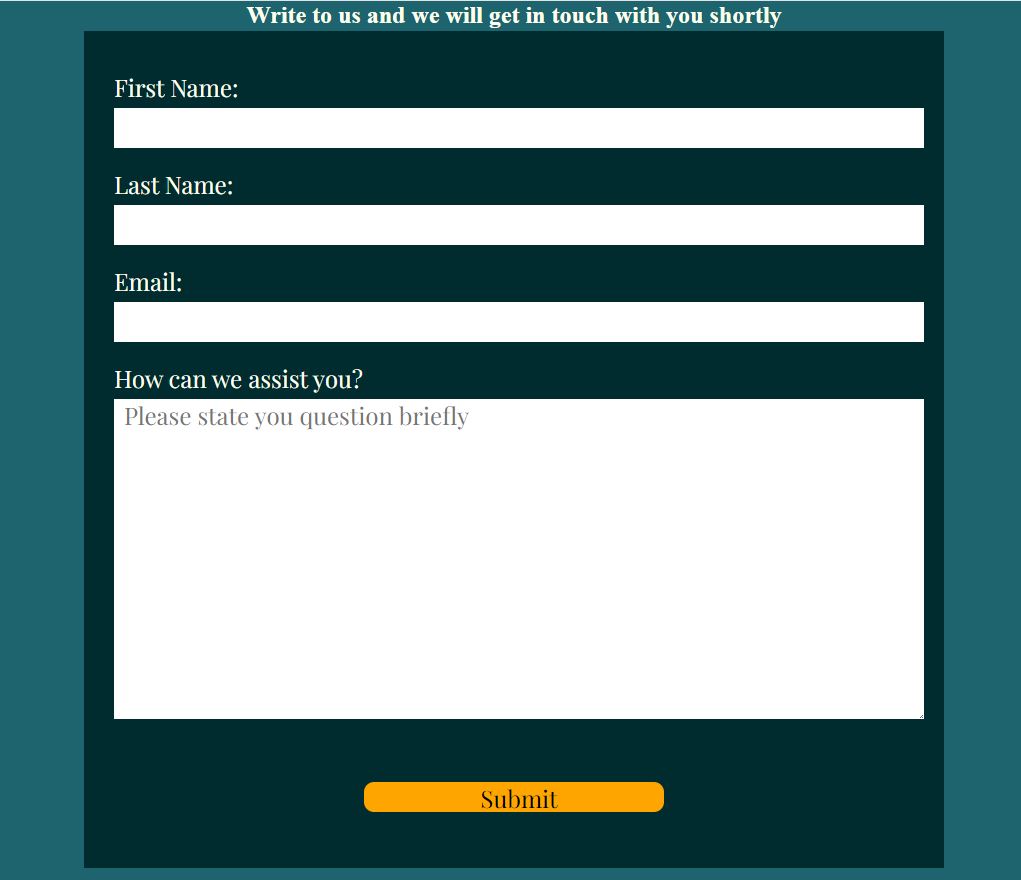 Write to us and we will get in touch with you shortly
First Name:
Last Name:
Email:
How can we assist you?
Please state you question briefly
Submit